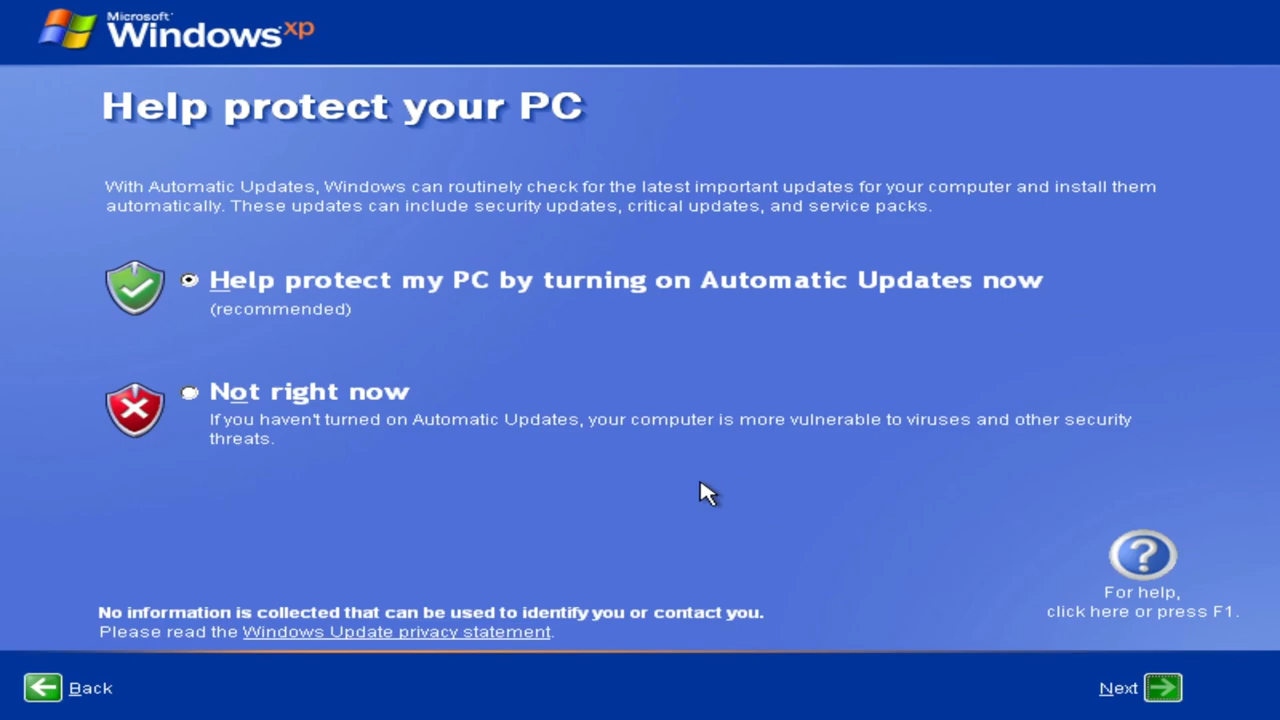 Microsoft®
Windows xp
Help protect your PC
With Automatic Updates, Windows can routinely check for the latest important updates for your computer and install them
automatically. These updates can include security updates, critical updates, and service packs.
Help protect my PC by turning on Automatic Updates now
(recommended)
Not right now
If you haven't turned on Automatic Updates, your computer is more vulnerable to viruses and other security
threats.
For help,
click here or press F1.
No information is collected that can be used to identify you or contact you.
Please read the Windows Update privacy statement.
Back
Next